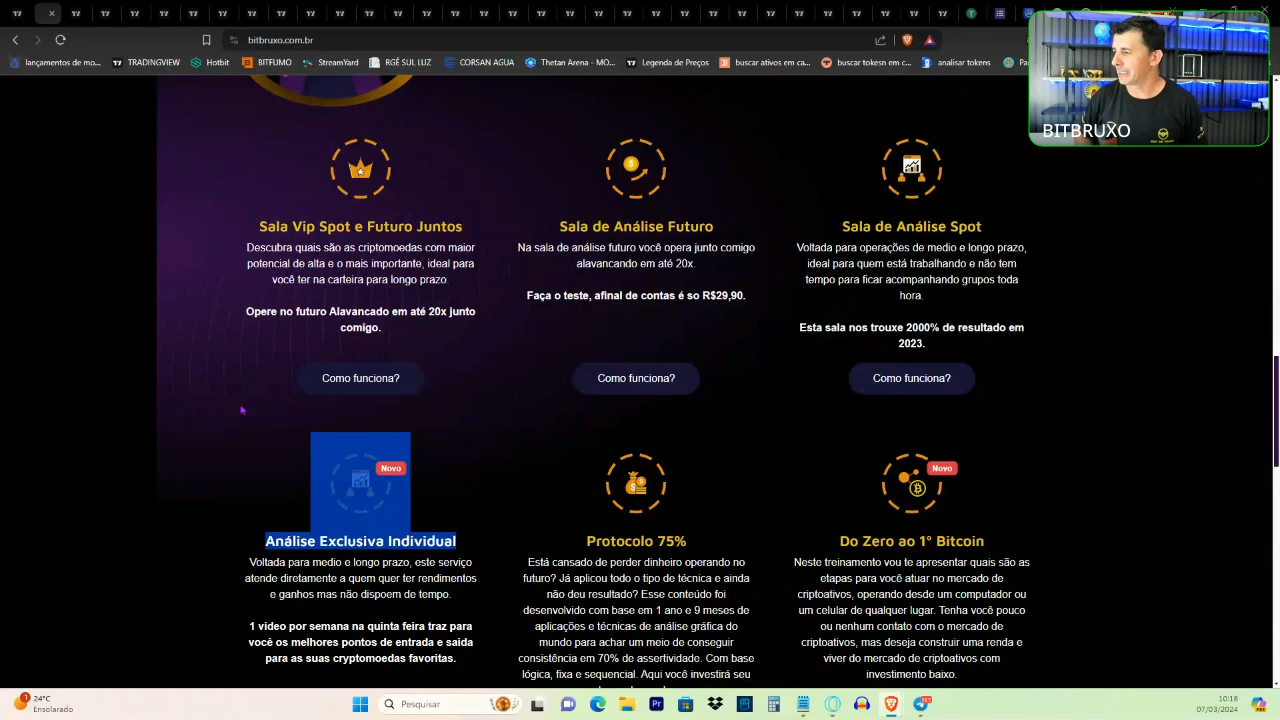 bitbruxo.com.br
lançamentos de mo...
TRADINGVIEW
Hotbit
BITFUMO
StreamYard
RGÉ SUL LUZ
CORSAN AGUA
Thetan Arena - MO...
Legenda de Preços
buscar ativos em ca...
buscar tokesn em c...
analisar tokens
BITBRUXO
Sala Vip Spot e Futuro Juntos
Descubra quais são as criptomoedas com maior
potencial de alta e o mais importante, ideal para
você ter na carteira para longo prazo.
Opere no futuro Alavancado em até 20x junto
comigo.
Como funciona?
Sala de Análise Futuro
Na sala de análise futuro você opera junto comigo
alavancando em até 20x.
Faça o teste, afinal de contas é so R$29,90.
Como funciona?
Sala de Análise Spot
Voltada para operações de medio e longo prazo,
ideal para quem está trabalhando e não tem
tempo para ficar acompanhando grupos toda
hora.
Esta sala nos trouxe 2000% de resultado em
2023.
Como funciona?
Novo
Análise Exclusiva Individual
Voltada para medio e longo prazo, este serviço
atende diretamente a quem quer ter rendimentos
e ganhos mas não dispoem de tempo.
1 video por semana na quinta feira traz para
você os melhores pontos de entrada e saida
para as suas cryptomoedas favoritas.
Protocolo 75%
Está cansado de perder dinheiro operando no
futuro? Já aplicou todo o tipo de técnica e ainda
não deu resultado? Esse conteúdo foi
desenvolvido com base em 1 ano e 9 meses de
aplicações e técnicas de análise gráfica do
mundo para achar um meio de conseguir
consistência em 70% de assertividade. Com base
lógica, fixa e sequencial. Aqui você investirá seu
Novo
Do Zero ao 1º Bitcoin
Neste treinamento vou te apresentar quais são as
etapas para você atuar no mercado de
criptoativos, operando desde um computador ou
um celular de qualquer lugar. Tenha você pouco
ou nenhum contato com o mercado de
criptoativos, mas deseja construir uma renda e
viver do mercado de criptoativos com
investimento baixo.
24°C
Ensolarado
Pesquisar
10:18
07/03/2024